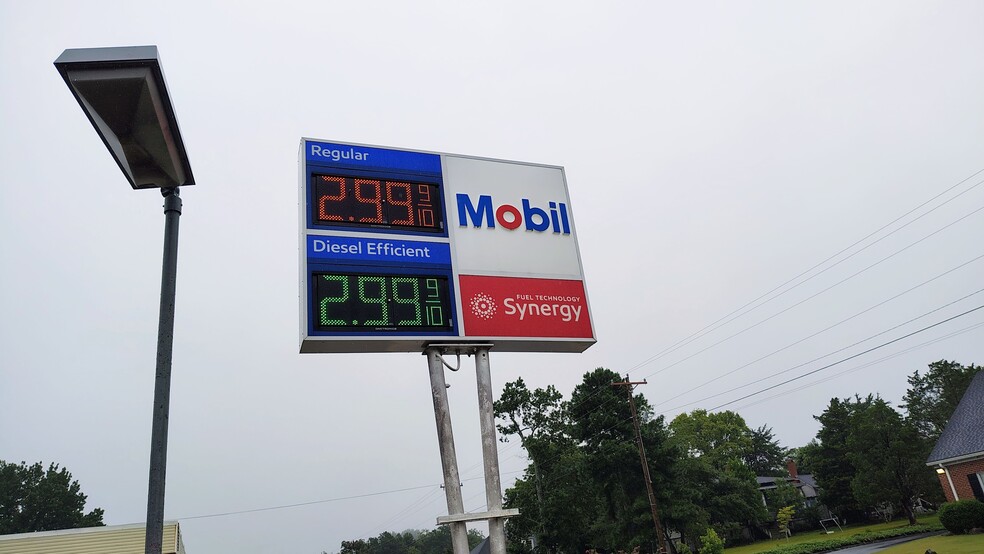 Regular
2.99 9/10
Diesel Efficient
2.99 9/10
Mobil
FUEL TECHNOLOGY
Synergy